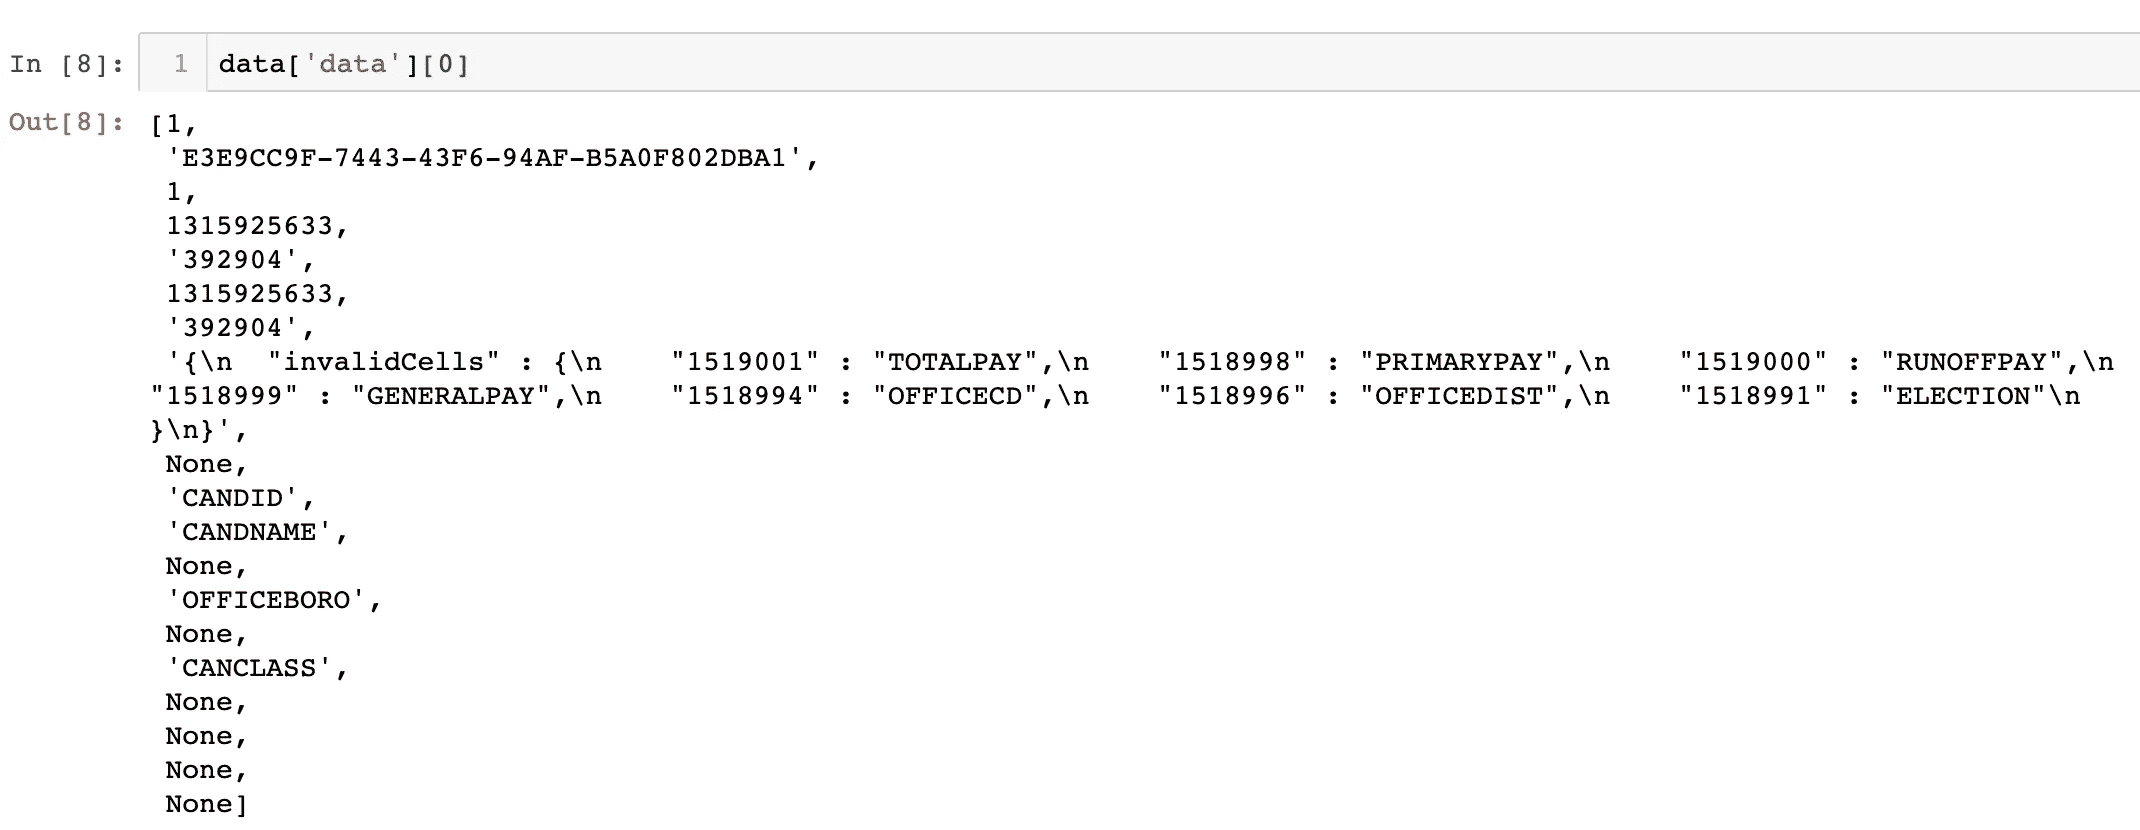 In [8]: 1 data['data'][0]
Out[8]: [1,
'E3E9CC9F-7443-43F6-94AF-B5A0F802DBA1',
1,
1315925633,
'392904',
1315925633,
'392904',
'{\n  "invalidCells" : {\n    "1519001" : "TOTALPAY",\n    "1518998" : "PRIMARYPAY",\n    "1519000" : "RUNOFFPAY",\n
"1518999" : "GENERALPAY",\n    "1518994" : "OFFICECD",\n    "1518996" : "OFFICEDIST",\n    "1518991" : "ELECTION"\n
}\n}',
None,
'CANDID',
'CANDNAME',
None,
'OFFICEBORO',
None,
'CANCLASS',
None,
None,
None,
None]